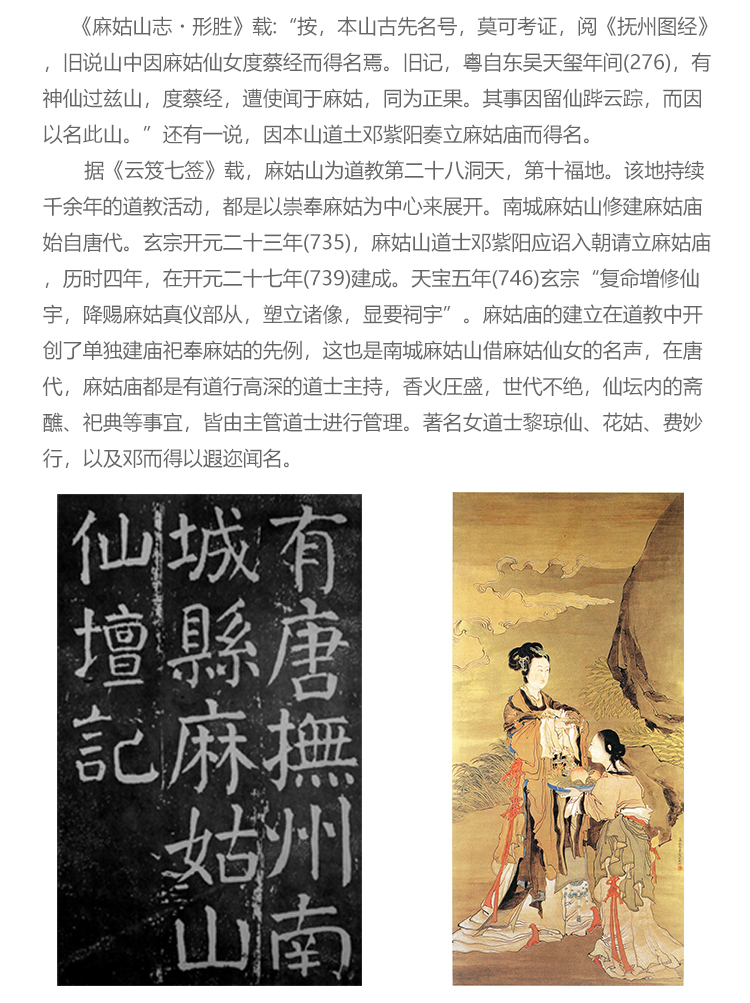 《麻姑山志·形胜》载:“按，本山古先名号，莫可考证，阅《抚州图经》
，旧说山中因麻姑仙女度蔡经而得名焉。旧记，粤自东吴天玺年间(276)，有
神仙过兹山，度蔡经，遭使闻于麻姑，同为正果。其事因留仙跸云踪，而因
以名此山。”还有一说，因本山道土邓紫阳奏立麻姑庙而得名。
据《云笈七签》载，麻姑山为道教第二十八洞天，第十福地。该地持续
千余年的道教活动，都是以崇奉麻姑为中心来展开。南城麻姑山修建麻姑庙
始自唐代。玄宗开元二十三年(735)，麻姑山道士邓紫阳应诏入朝请立麻姑庙
，历时四年，在开元二十七年(739)建成。天宝五年(746)玄宗“复命増修仙
宇，降赐麻姑真仪部从，塑立诸像，显要祠宇”。麻姑庙的建立在道教中开
创了单独建庙祀奉麻姑的先例，这也是南城麻姑山借麻姑仙女的名声，在唐
代，麻姑庙都是有道行高深的道士主持，香火圧盛，世代不绝，仙坛内的斋
醮、祀典等事宜，皆由主管道士进行管理。著名女道士黎琼仙、花姑、费妙
行，以及邓而得以遐迩闻名。
有唐撫州南
城縣麻姑山
仙壇記